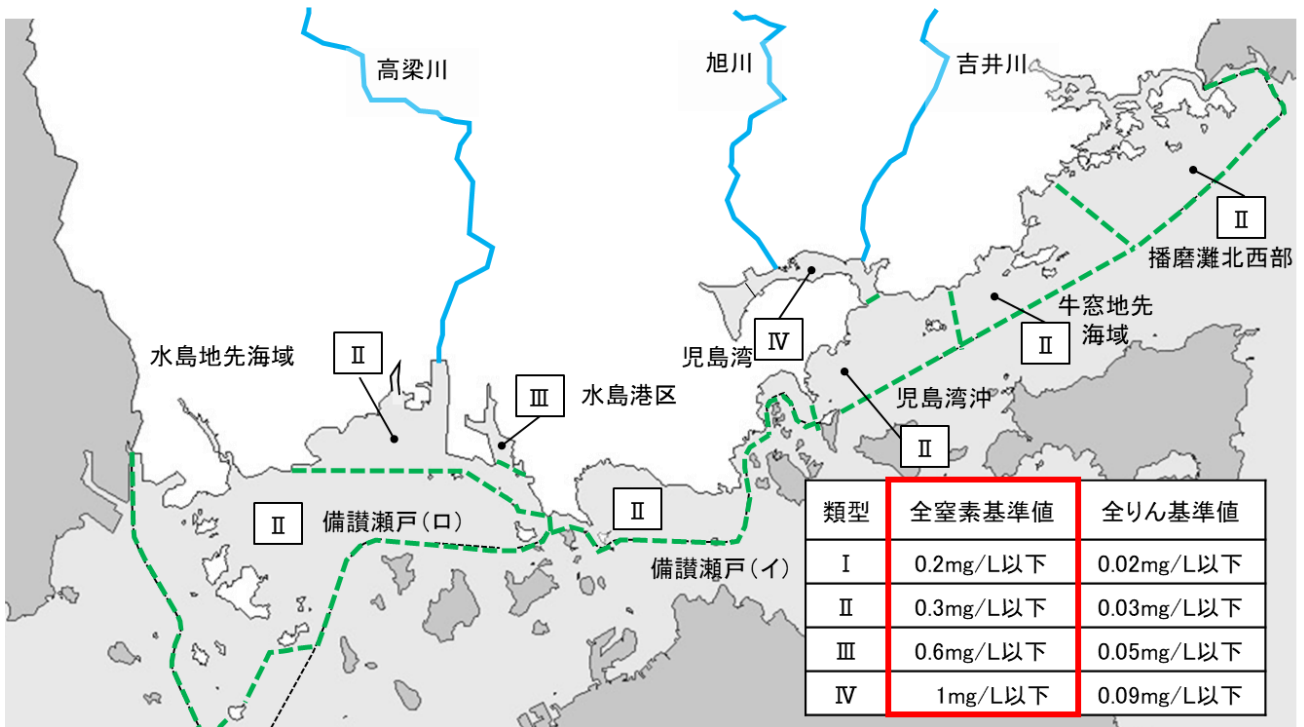 高梁川
旭川
吉井川
Ⅱ
播磨灘北西部
牛窓地先
海域
Ⅱ
水島地先海域
Ⅱ
Ⅲ
水島港区
児島湾
Ⅳ
児島湾沖
Ⅱ
Ⅱ
備讃瀬戸(ロ)
Ⅱ
備讃瀬戸(イ)
類型 全窒素基準値 全りん基準値
Ⅰ 0.2mg/L以下 0.02mg/L以下
Ⅱ 0.3mg/L以下 0.03mg/L以下
Ⅲ 0.6mg/L以下 0.05mg/L以下
Ⅳ 1mg/L以下 0.09mg/L以下